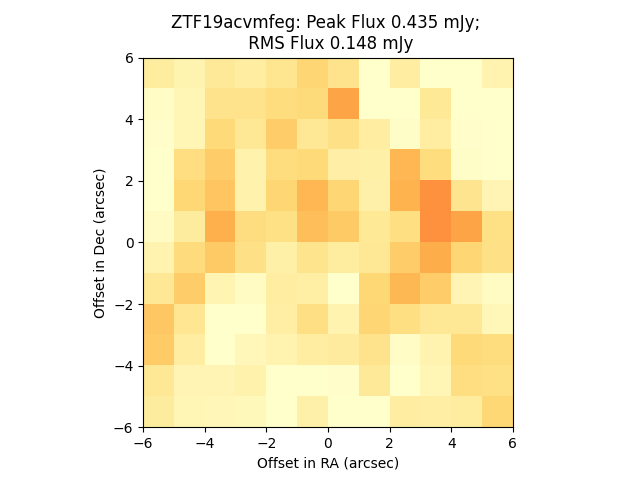 ZTF19acvmfeg: Peak Flux 0.435 mJy;
RMS Flux 0.148 mJy
6
4
2
0
−2
−4
−6
Offset in Dec (arcsec)
−6 −4 −2 0 2 4 6
Offset in RA (arcsec)